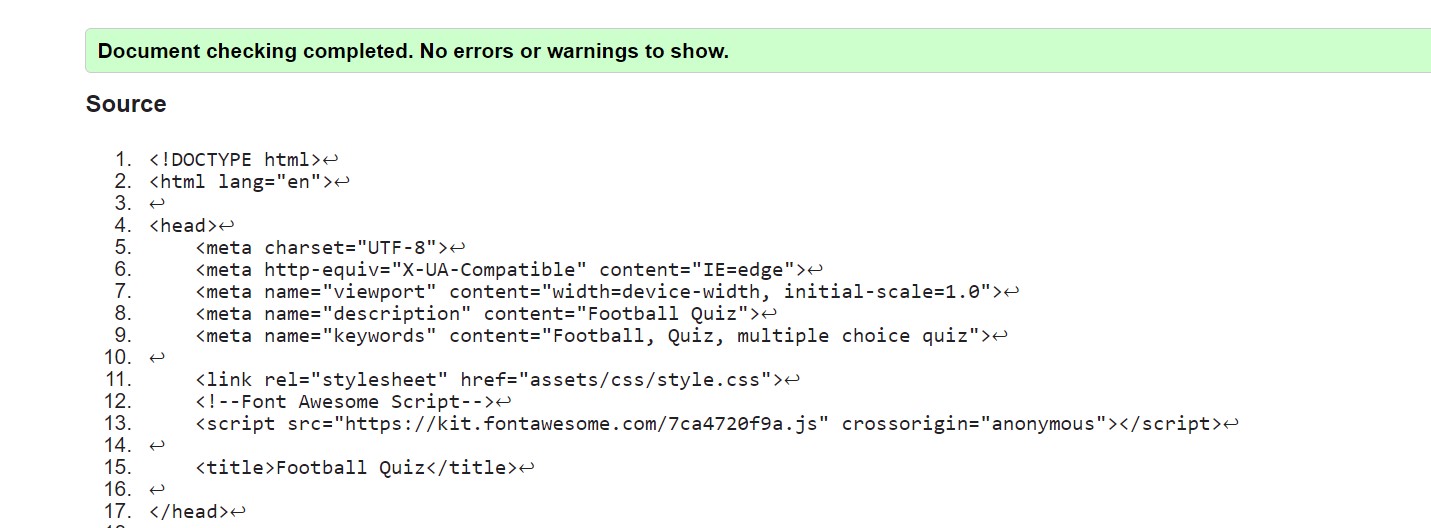 Document checking completed. No errors or warnings to show.
Source
1. <!DOCTYPE html>↩
2. <html lang="en">↩
3. ↩
4. <head>↩
5.     <meta charset="UTF-8">↩
6.     <meta http-equiv="X-UA-Compatible" content="IE=edge">↩
7.     <meta name="viewport" content="width=device-width, initial-scale=1.0">↩
8.     <meta name="description" content="Football Quiz">↩
9.     <meta name="keywords" content="Football, Quiz, multiple choice quiz">↩
10. ↩
11.     <link rel="stylesheet" href="assets/css/style.css">↩
12.     <!--Font Awesome Script-->↩
13.     <script src="https://kit.fontawesome.com/7ca4720f9a.js" crossorigin="anonymous"></script>↩
14. ↩
15.     <title>Football Quiz</title>↩
16. ↩
17. </head>↩